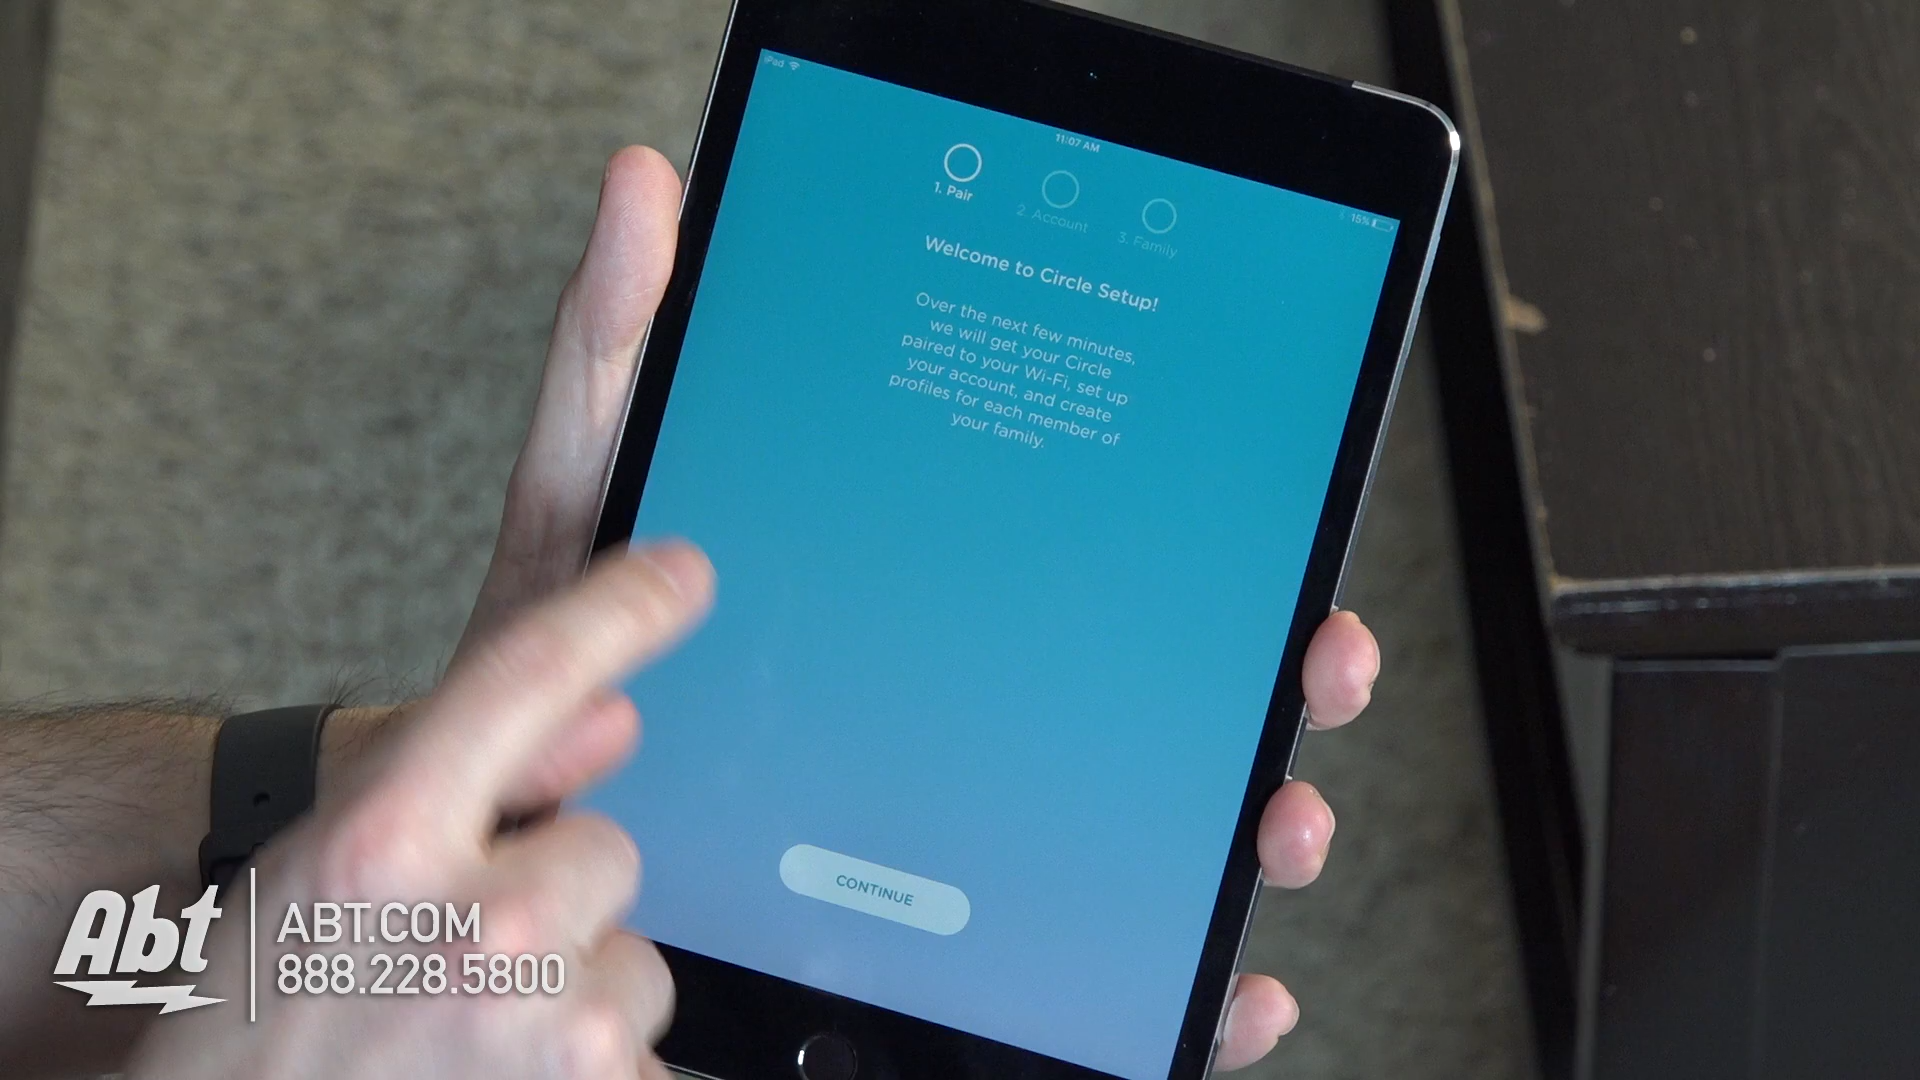 iPad
11:07 AM
15%
1. Pair
2. Account
3. Family
Welcome to Circle Setup!
Over the next few minutes,
we will get your Circle
paired to your Wi-Fi, set up
your account, and create
profiles for each member of
your family.
CONTINUE
Abt
ABT.COM
888.228.5800